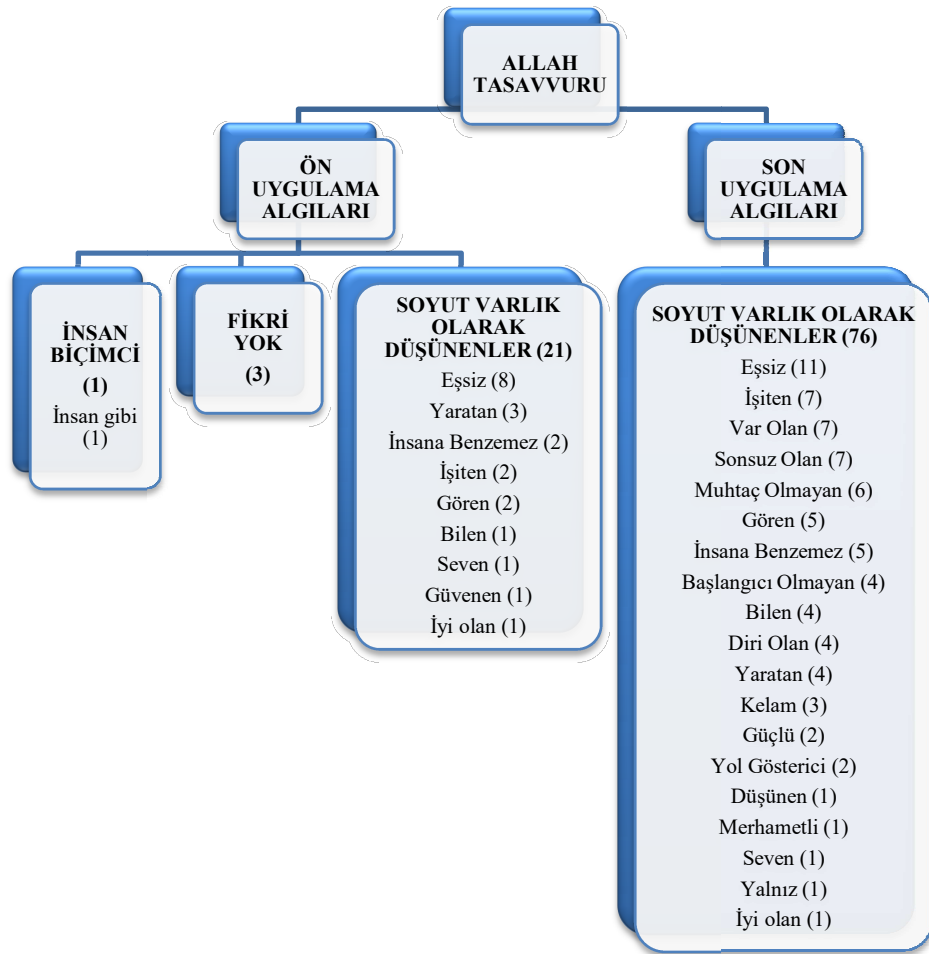 ALLAH
TASAVVURU
ÖN
UYGULAMA
ALGILARI
SON
UYGULAMA
ALGILARI
İNSAN
BİÇİMCİ
(1)
İnsan gibi
(1)
FİKRİ
YOK
(3)
SOYUT VARLIK
OLARAK
DÜŞÜNENLER (21)
Eşsiz (8)
Yaratan (3)
İnsana Benzemez (2)
İşiten (2)
Gören (2)
Bilen (1)
Seven (1)
Güvenen (1)
İyi olan (1)
SOYUT VARLIK OLARAK
DÜŞÜNENLER (76)
Eşsiz (11)
İşiten (7)
Var Olan (7)
Sonsuz Olan (7)
Muhtaç Olmayan (6)
Gören (5)
İnsana Benzemez (5)
Başlangıcı Olmayan (4)
Bilen (4)
Diri Olan (4)
Yaratan (4)
Kelam (3)
Güçlü (2)
Yol Gösterici (2)
Düşünen (1)
Merhametli (1)
Seven (1)
Yalnız (1)
İyi olan (1)